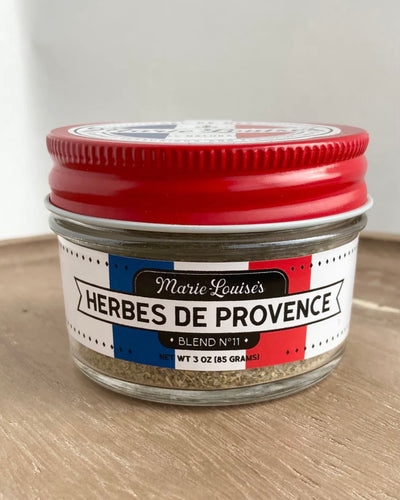 Marie-Louise's
HERBES DE PROVENCE
• BLEND Nº11 •
NET WT 3 OZ (85 GRAMS)